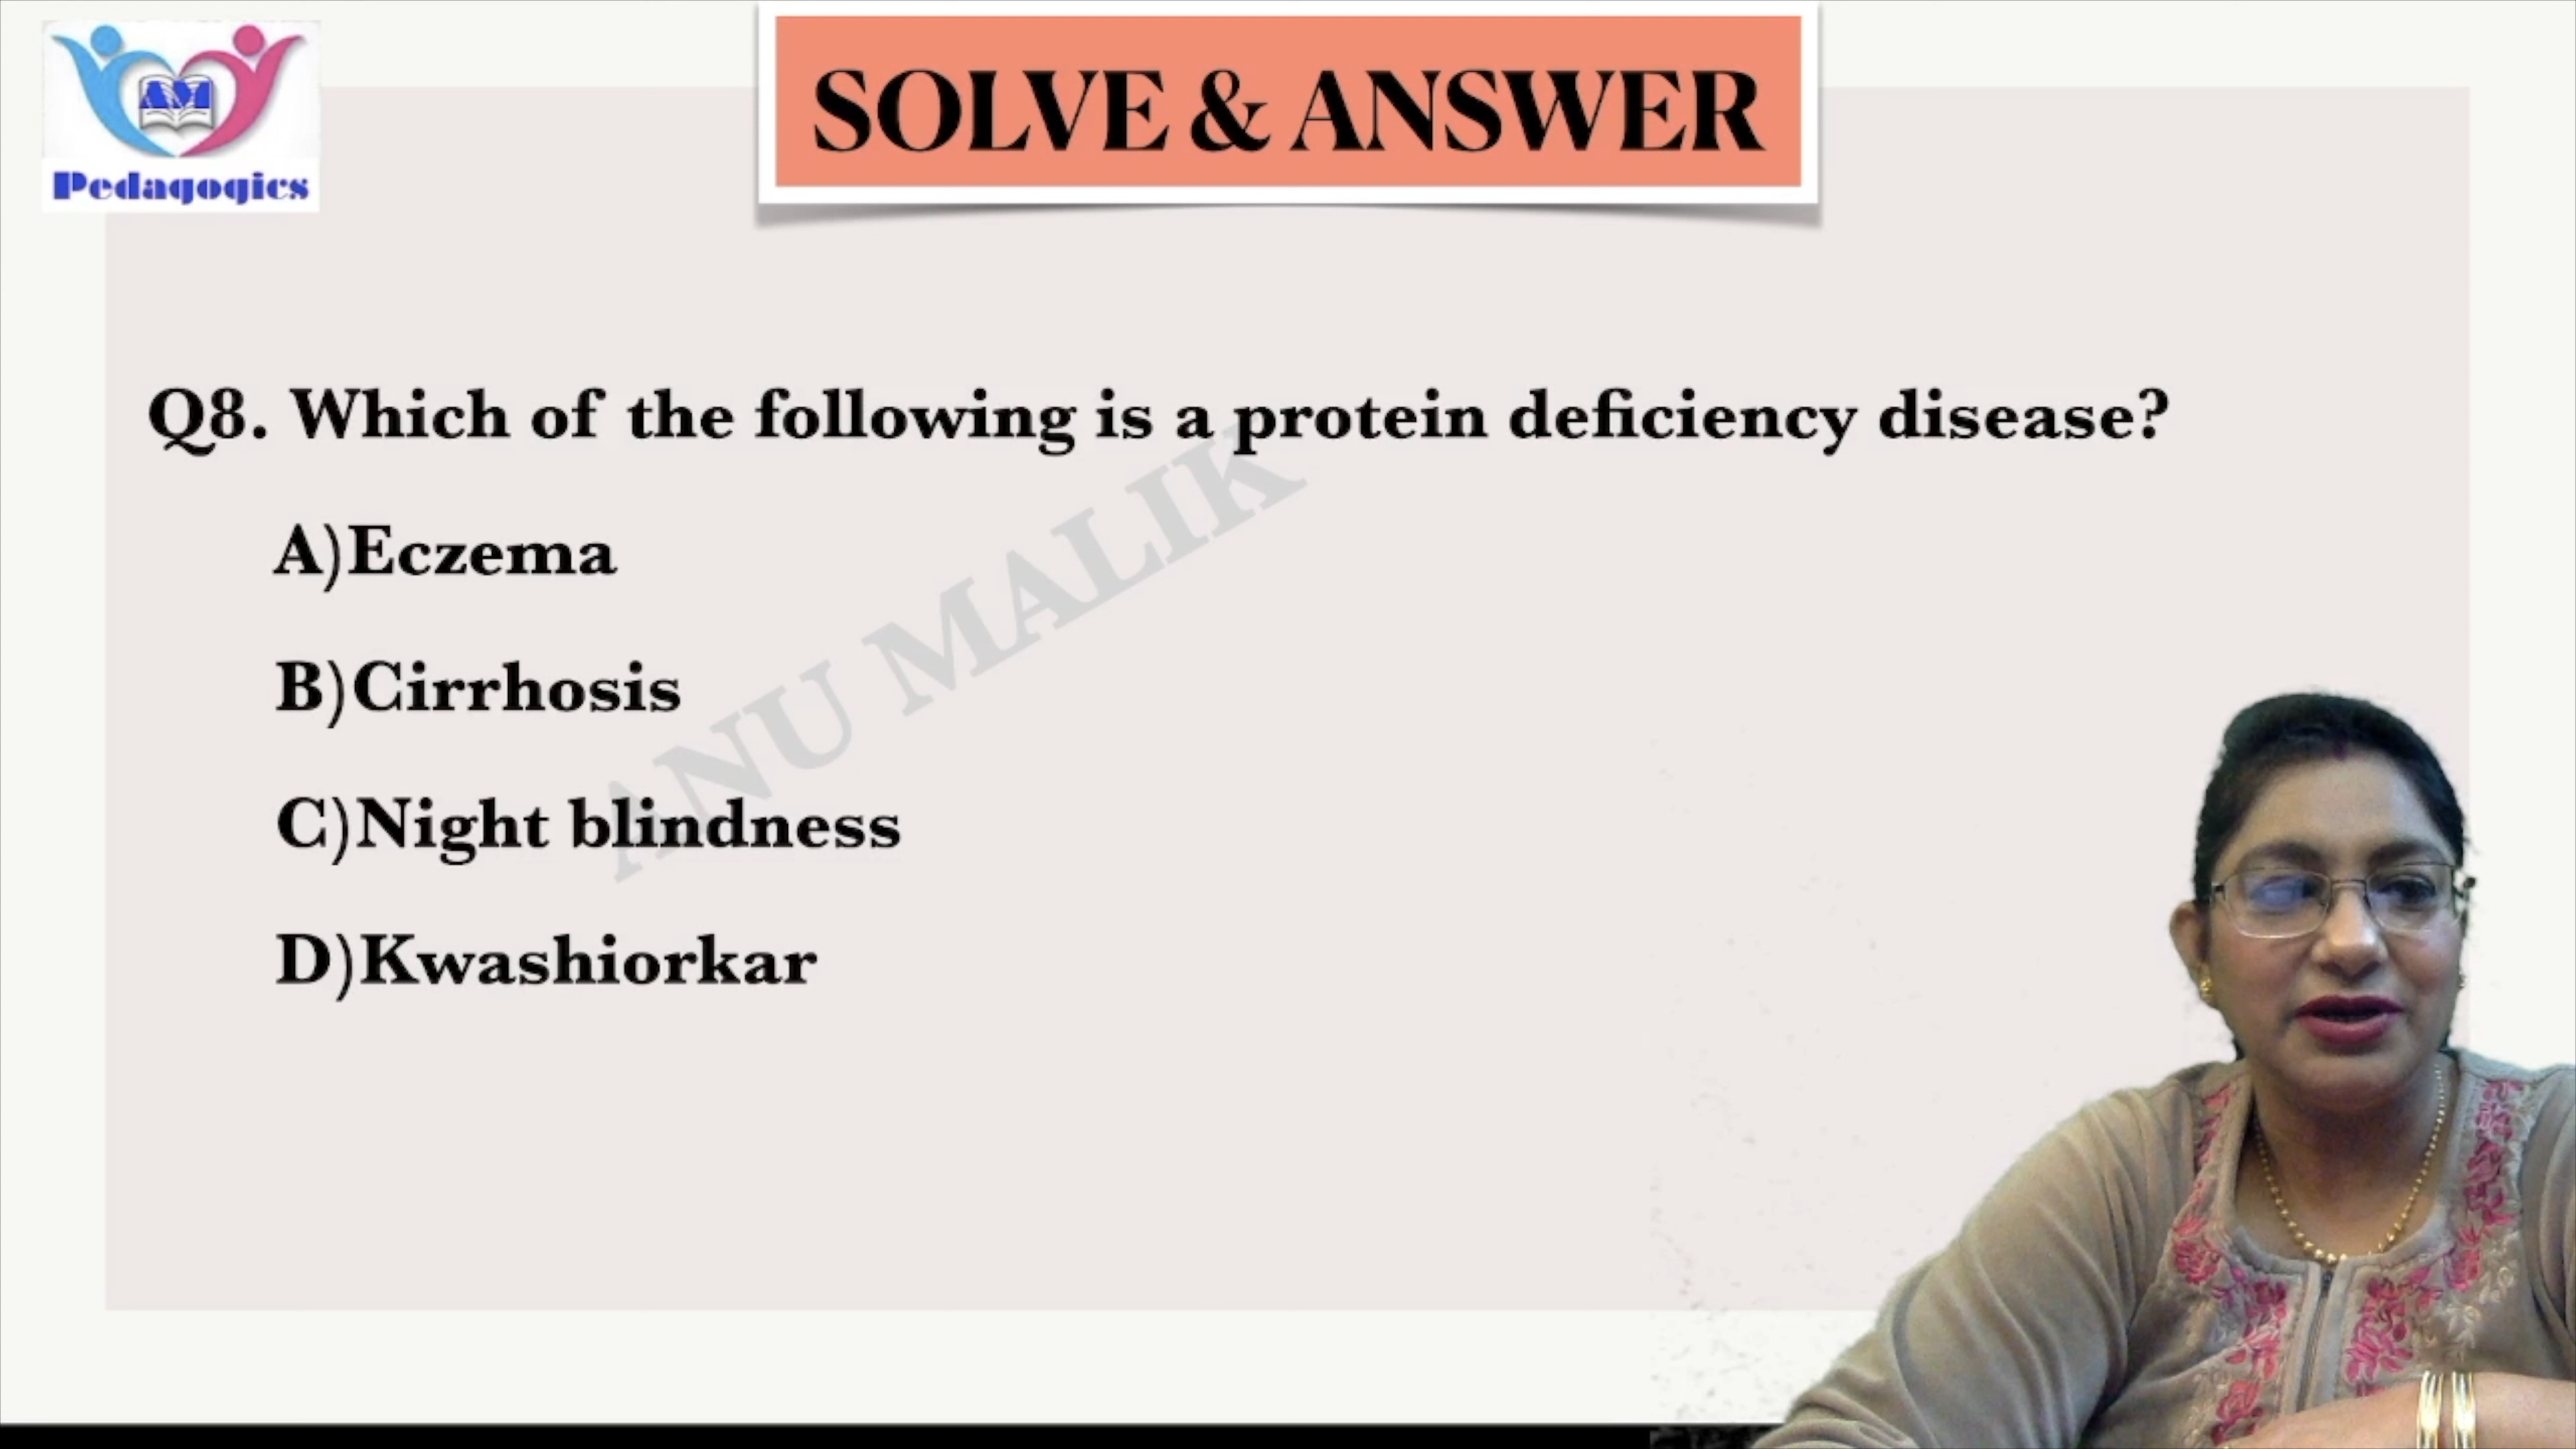 AM
Pedagogics
SOLVE & ANSWER
Q8. Which of the following is a protein deficiency disease?
A)Eczema
B)Cirrhosis
C)Night blindness
D)Kwashiorkar
ANU MALIK